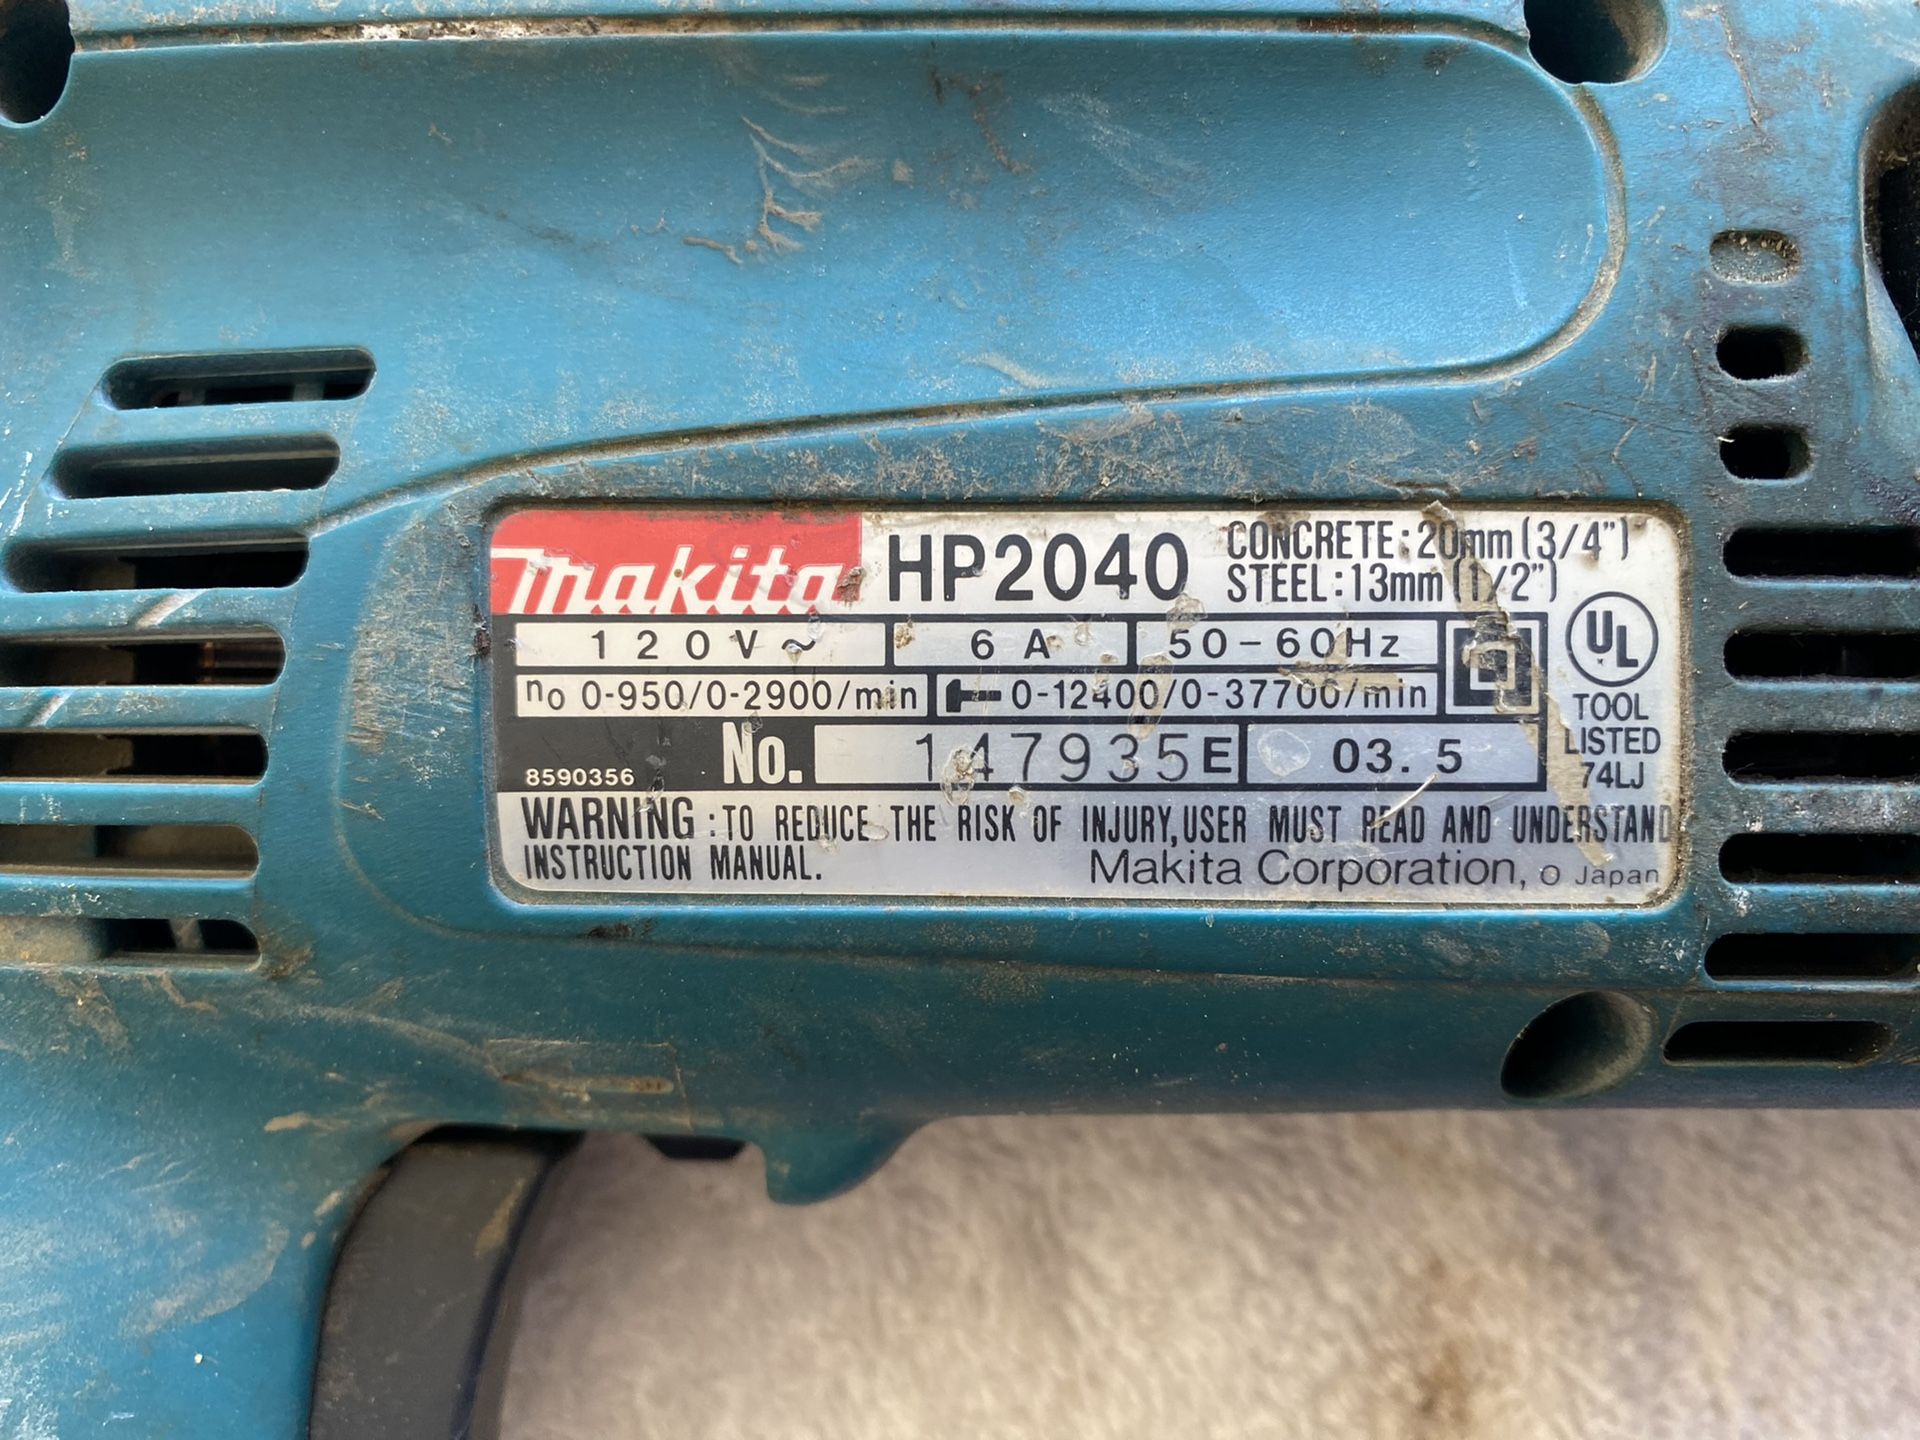 makita HP2040 CONCRETE:20mm(3/4")
STEEL:13mm(1/2")
120V~ 6A 50-60Hz
no 0-950/0-2900/min 0-12400/0-37700/min
UL
TOOL
LISTED
74LJ
8590356 No. 147935E 03.5
WARNING:TO REDUCE THE RISK OF INJURY,USER MUST READ AND UNDERSTAND
INSTRUCTION MANUAL. Makita Corporation, O Japan